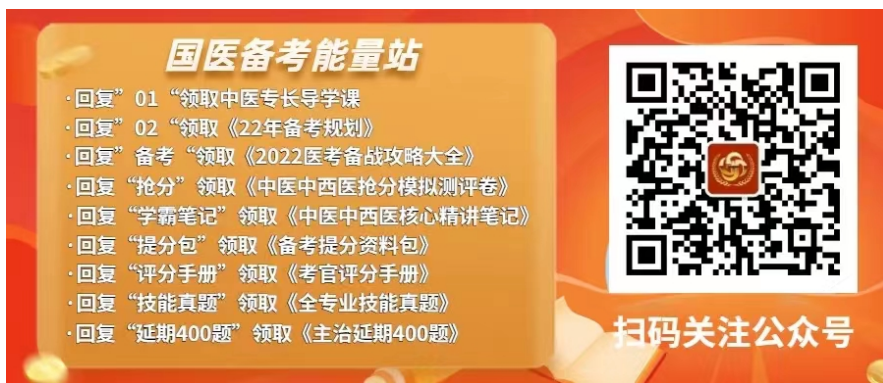 国医备考能量站
·回复”01“领取中医专长导学课
·回复”02“领取《22年备考规划》
·回复”备考“领取《2022医考备战攻略大全》
·回复“抢分”领取《中医中西医抢分模拟测评卷》
·回复“学霸笔记”领取《中医中西医核心精讲笔记》
·回复“提分包”领取《备考提分资料包》
·回复“评分手册”领取《考官评分手册》
·回复“技能真题”领取《全专业技能真题》
·回复“延期400题”领取《主治延期400题》
扫码关注公众号